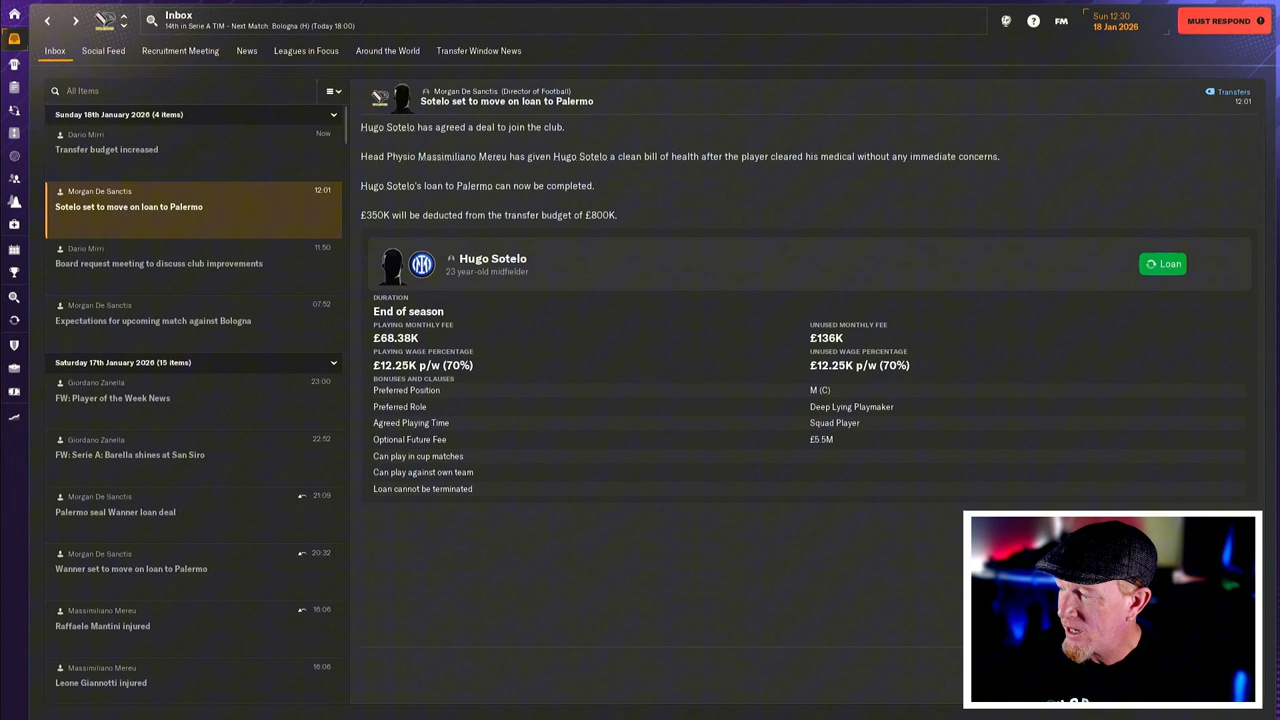 Inbox
14th in Serie A TIM - Next Match: Bologna (H) (Today 18:00)
FM
Sun 12:30
18 Jan 2026
MUST RESPOND
Inbox
Social Feed
Recruitment Meeting
News
Leagues in Focus
Around the World
Transfer Window News
All Items
Sunday 18th January 2026 (4 items)
Dario Mirri
Now
Transfer budget increased
Morgan De Sanctis
12:01
Sotelo set to move on loan to Palermo
Dario Mirri
11:50
Board request meeting to discuss club improvements
Morgan De Sanctis
07:52
Expectations for upcoming match against Bologna
Saturday 17th January 2026 (15 items)
Giordano Zanella
23:00
FW: Player of the Week News
Giordano Zanella
22:52
FW: Serie A: Barella shines at San Siro
Morgan De Sanctis
21:09
Palermo seal Wanner loan deal
Morgan De Sanctis
20:32
Wanner set to move on loan to Palermo
Massimiliano Mereu
16:06
Raffaele Mantini injured
Massimiliano Mereu
16:06
Leone Giannotti injured
Morgan De Sanctis (Director of Football)
Sotelo set to move on loan to Palermo
Transfers
12:01
Hugo Sotelo has agreed a deal to join the club.
Head Physio Massimiliano Mereu has given Hugo Sotelo a clean bill of health after the player cleared his medical without any immediate concerns.
Hugo Sotelo's loan to Palermo can now be completed.
£350K will be deducted from the transfer budget of £800K.
Hugo Sotelo
23 year-old midfielder
Loan
DURATION
End of season
PLAYING MONTHLY FEE
£68.38K
UNUSED MONTHLY FEE
£136K
PLAYING WAGE PERCENTAGE
£12.25K p/w (70%)
UNUSED WAGE PERCENTAGE
£12.25K p/w (70%)
BONUSES AND CLAUSES
Preferred Position
M (C)
Preferred Role
Deep Lying Playmaker
Agreed Playing Time
Squad Player
Optional Future Fee
£5.5M
Can play in cup matches
Can play against own team
Loan cannot be terminated